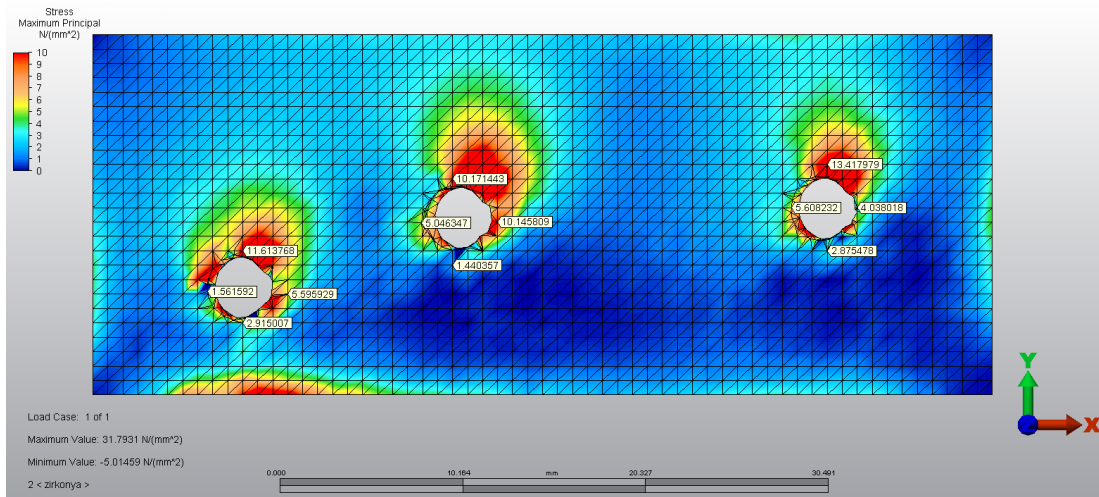 Stress
Maximum Principal
N/(mm^2)
10
9
8
7
6
5
4
3
2
1
0
13.417979
10.171443
5.608232
4.038018
5.046347
10.145809
11.613768
2.875478
1.440357
1.561592
5.595929
2.915007
Y
X
Load Case: 1 of 1
Maximum Value: 31.7931 N/(mm^2)
Minimum Value: -5.01459 N/(mm^2)
2 < zirkonya >
0.000
10.164
mm
20.327
30.491